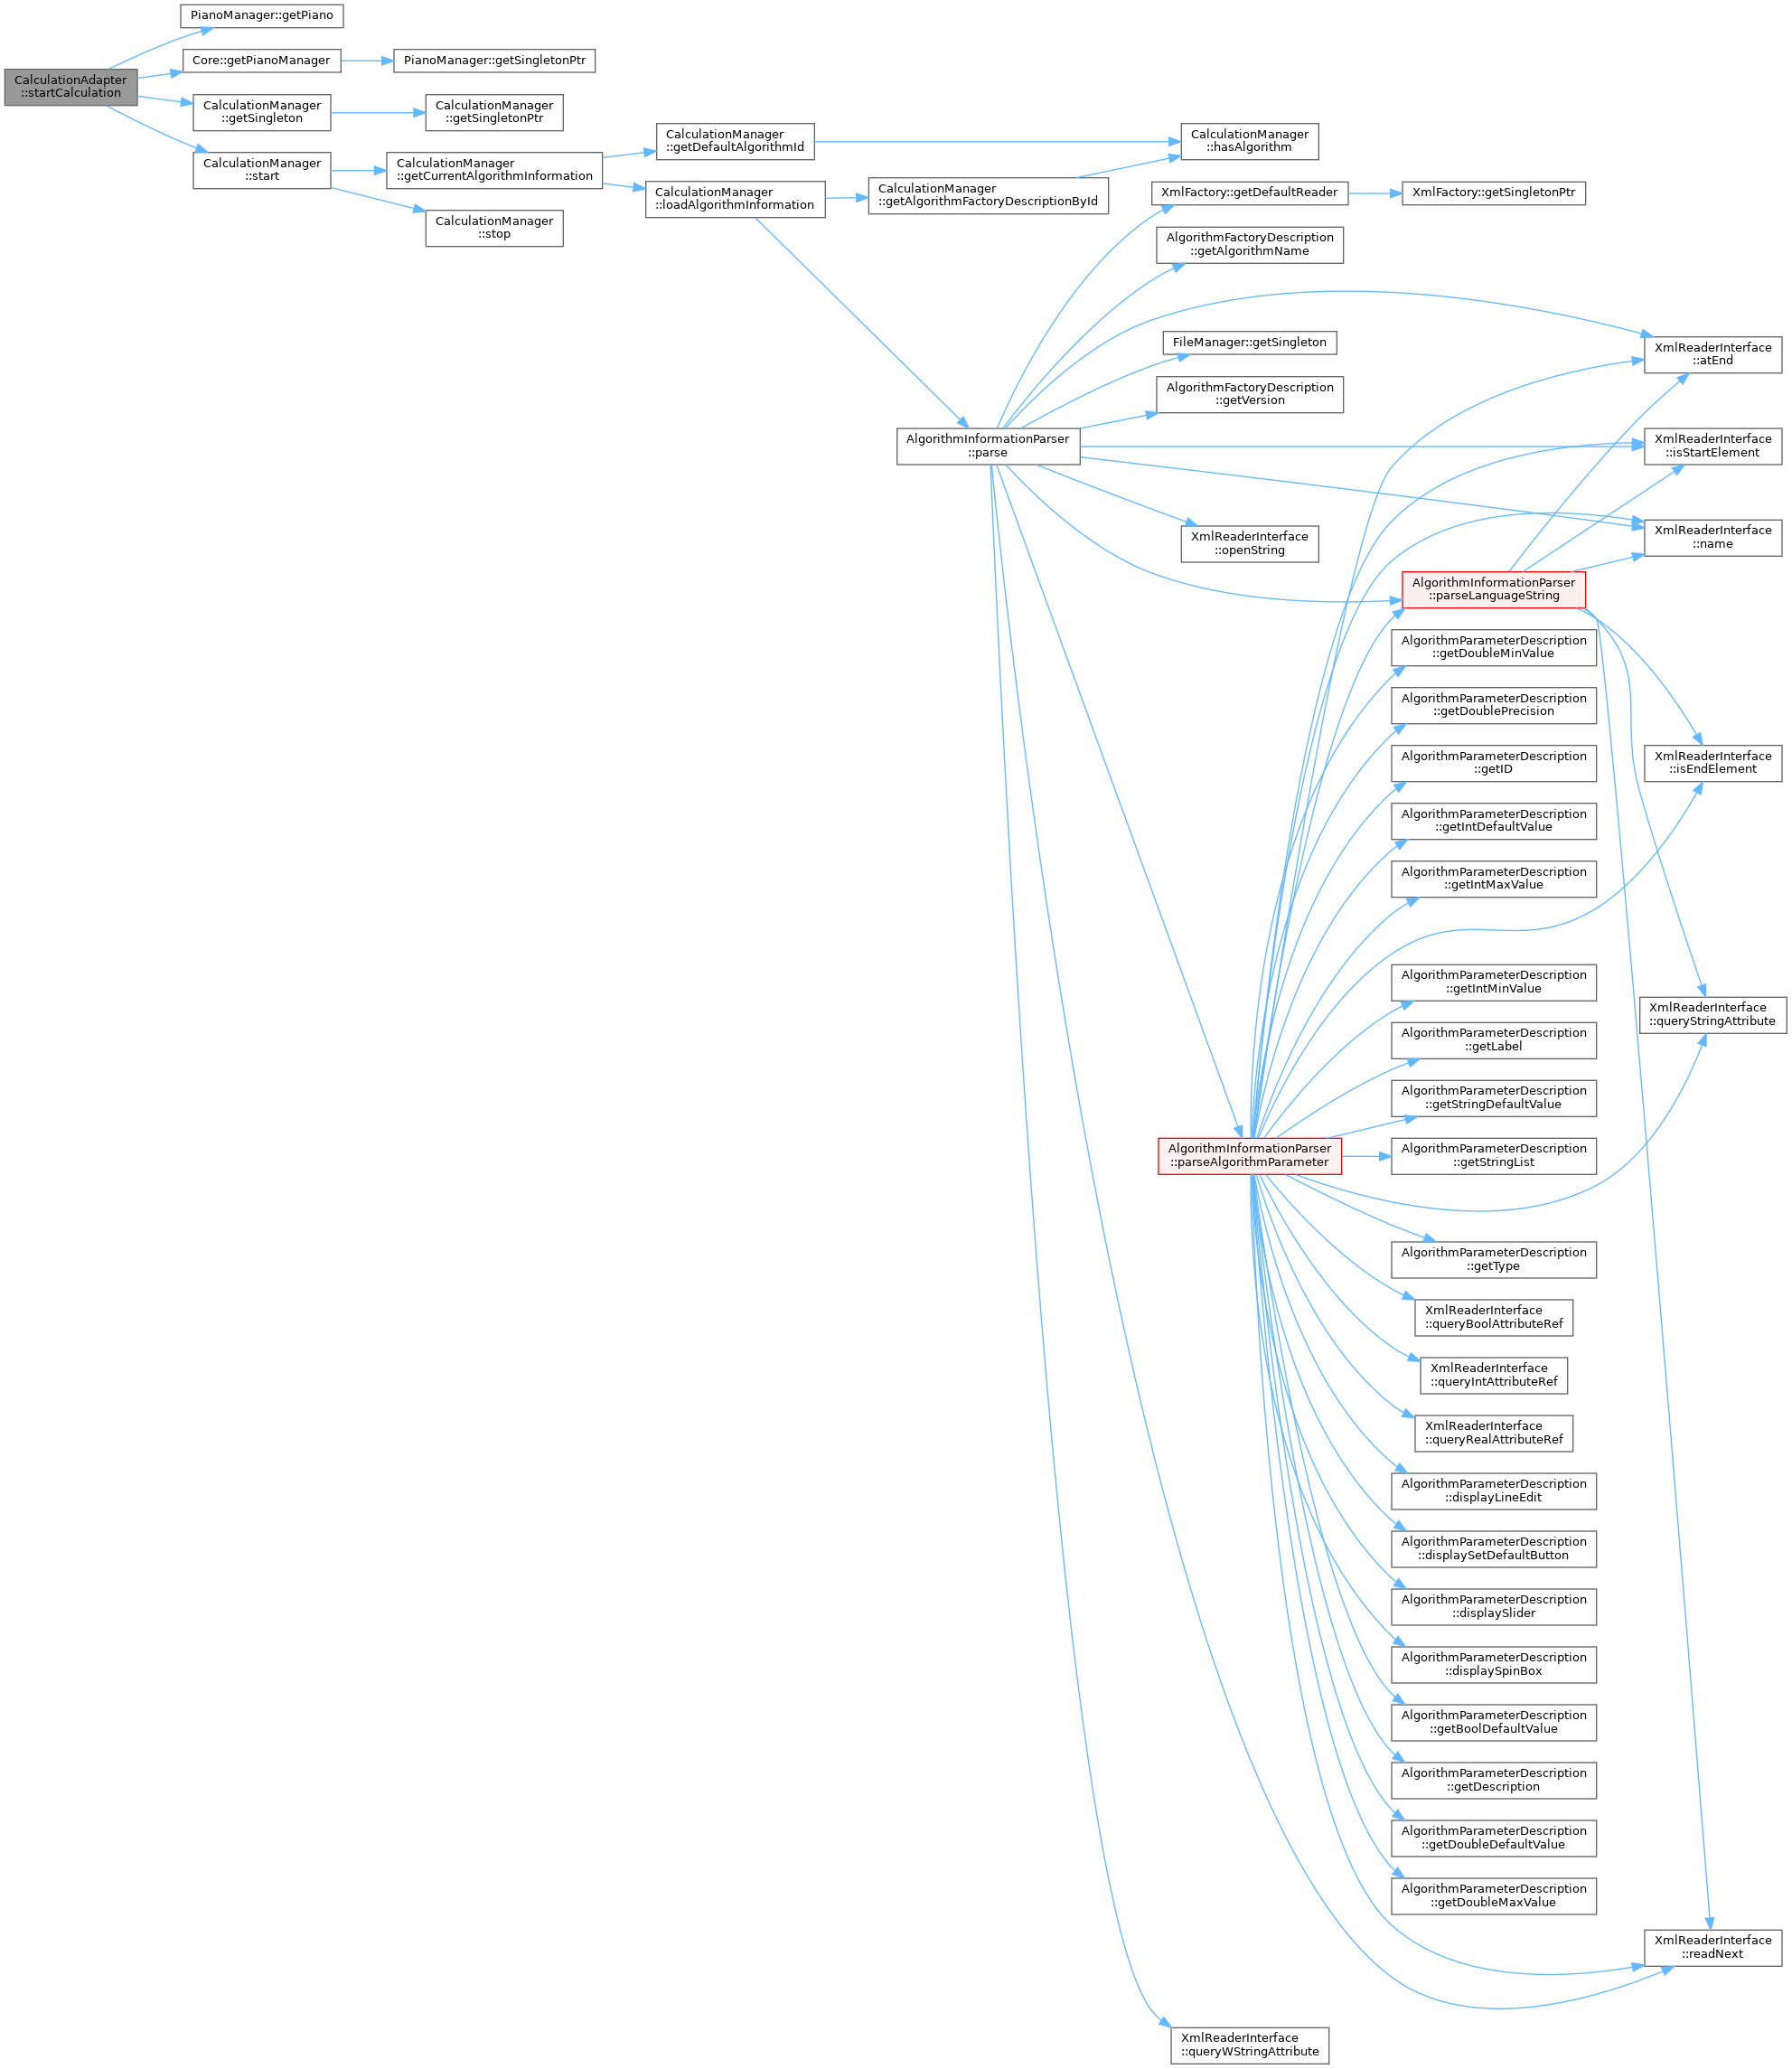 PianoManager::getPiano
Core::getPianoManager
PianoManager::getSingletonPtr
CalculationAdapter
::startCalculation
CalculationManager
::getSingleton
CalculationManager
::getSingletonPtr
CalculationManager
::start
CalculationManager
::getCurrentAlgorithmInformation
CalculationManager
::stop
CalculationManager
::getDefaultAlgorithmId
CalculationManager
::loadAlgorithmInformation
CalculationManager
::getAlgorithmFactoryDescriptionById
CalculationManager
::hasAlgorithm
XmlFactory::getDefaultReader
XmlFactory::getSingletonPtr
AlgorithmFactoryDescription
::getAlgorithmName
FileManager::getSingleton
XmlReaderInterface
::atEnd
AlgorithmFactoryDescription
::getVersion
AlgorithmInformationParser
::parse
XmlReaderInterface
::isStartElement
XmlReaderInterface
::openString
XmlReaderInterface
::name
AlgorithmInformationParser
::parseLanguageString
AlgorithmParameterDescription
::getDoubleMinValue
AlgorithmParameterDescription
::getDoublePrecision
AlgorithmParameterDescription
::getID
XmlReaderInterface
::isEndElement
AlgorithmParameterDescription
::getIntDefaultValue
AlgorithmParameterDescription
::getIntMaxValue
AlgorithmParameterDescription
::getIntMinValue
XmlReaderInterface
::queryStringAttribute
AlgorithmParameterDescription
::getLabel
AlgorithmParameterDescription
::getStringDefaultValue
AlgorithmInformationParser
::parseAlgorithmParameter
AlgorithmParameterDescription
::getStringList
AlgorithmParameterDescription
::getType
XmlReaderInterface
::queryBoolAttributeRef
XmlReaderInterface
::queryIntAttributeRef
XmlReaderInterface
::queryRealAttributeRef
AlgorithmParameterDescription
::displayLineEdit
AlgorithmParameterDescription
::displaySetDefaultButton
AlgorithmParameterDescription
::displaySlider
AlgorithmParameterDescription
::displaySpinBox
AlgorithmParameterDescription
::getBoolDefaultValue
AlgorithmParameterDescription
::getDescription
AlgorithmParameterDescription
::getDoubleDefaultValue
AlgorithmParameterDescription
::getDoubleMaxValue
XmlReaderInterface
::readNext
XmlReaderInterface
::queryWStringAttribute